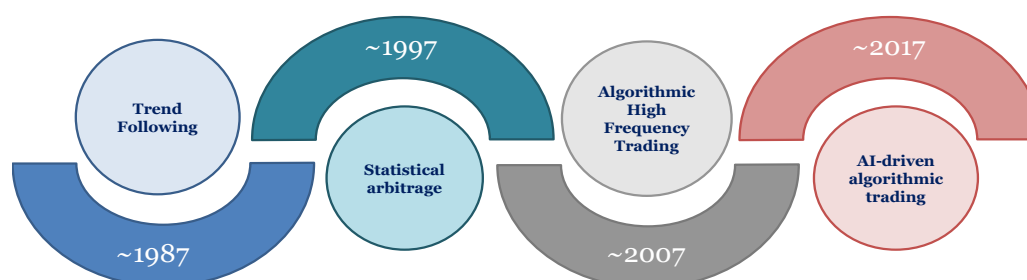 Trend
Following
~1987
~1997
Statistical
arbitrage
Algorithmic
High
Frequency
Trading
~2007
~2017
AI-driven
algorithmic
trading